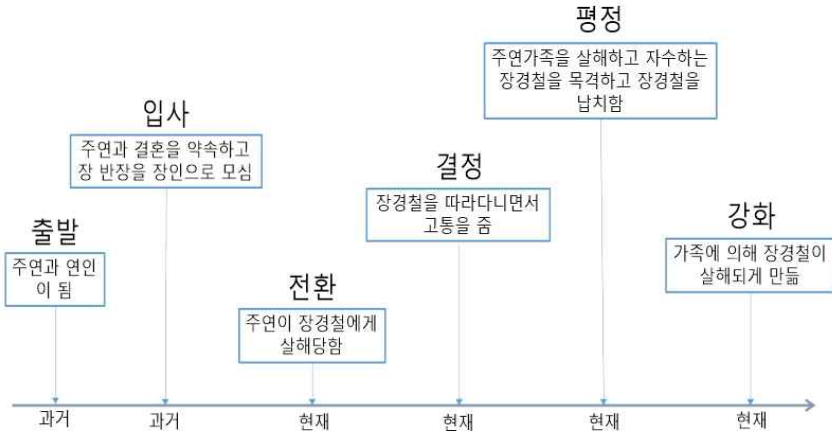 출발
주연과 연인
이 됨
입사
주연과 결혼을 약속하고
장 반장을 장인으로 모심
전환
주연이 장경철에게
살해당함
결정
장경철을 따라다니면서
고통을 줌
평정
주연가족을 살해하고 자수하는
장경철을 목격하고 장경철을
납치함
강화
가족에 의해 장경철이
살해되게 만듦
과거
과거
현재
현재
현재
현재